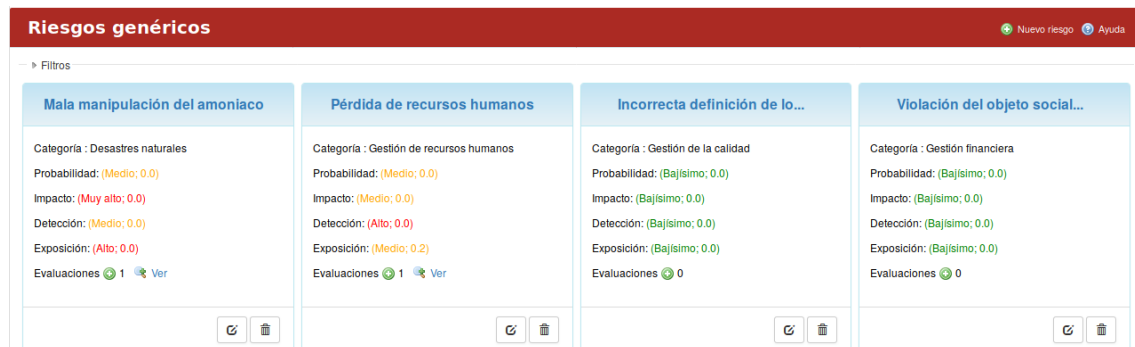 Riesgos genéricos
Nuevo riesgo Ayuda
Filtros
Mala manipulación del amoniaco
Categoría : Desastres naturales
Probabilidad: (Medio; 0.0)
Impacto: (Muy alto; 0.0)
Detección: (Medio; 0.0)
Exposición: (Alto; 0.0)
Evaluaciones 1 Ver
Pérdida de recursos humanos
Categoría : Gestión de recursos humanos
Probabilidad: (Medio; 0.0)
Impacto: (Medio; 0.0)
Detección: (Alto; 0.0)
Exposición: (Medio; 0.2)
Evaluaciones 1 Ver
Incorrecta definición de lo...
Categoría : Gestión de la calidad
Probabilidad: (Bajísimo; 0.0)
Impacto: (Bajísimo; 0.0)
Detección: (Bajísimo; 0.0)
Exposición: (Bajísimo; 0.0)
Evaluaciones 0
Violación del objeto social...
Categoría : Gestión financiera
Probabilidad: (Bajísimo; 0.0)
Impacto: (Bajísimo; 0.0)
Detección: (Bajísimo; 0.0)
Exposición: (Bajísimo; 0.0)
Evaluaciones 0